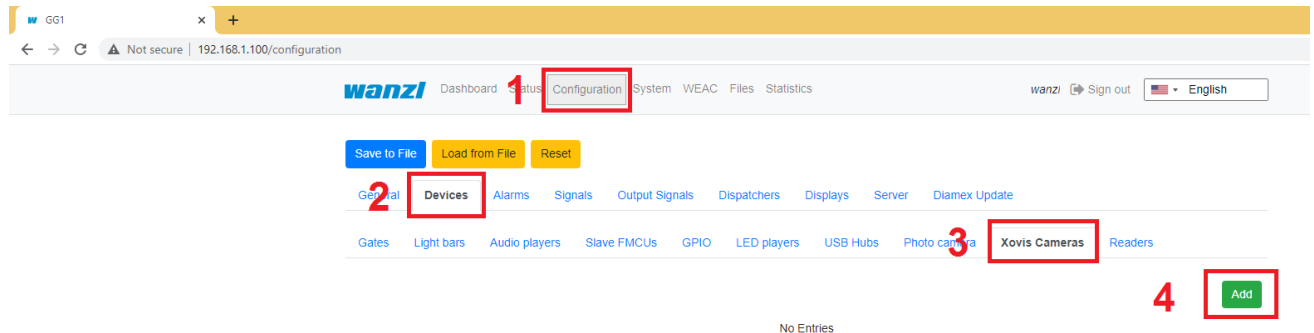 GG1
Not secure | 192.168.1.100/configuration
wanzl Dashboard Status Configuration System WEAC Files Statistics wanzl Sign out English
1
Save to File Load from File Reset
General Devices Alarms Signals Output Signals Dispatchers Displays Server Diamex Update
2
Gates Light bars Audio players Slave FMCUs GPIO LED players USB Hubs Photo camera Xovis Cameras Readers
3
Add
4
No Entries